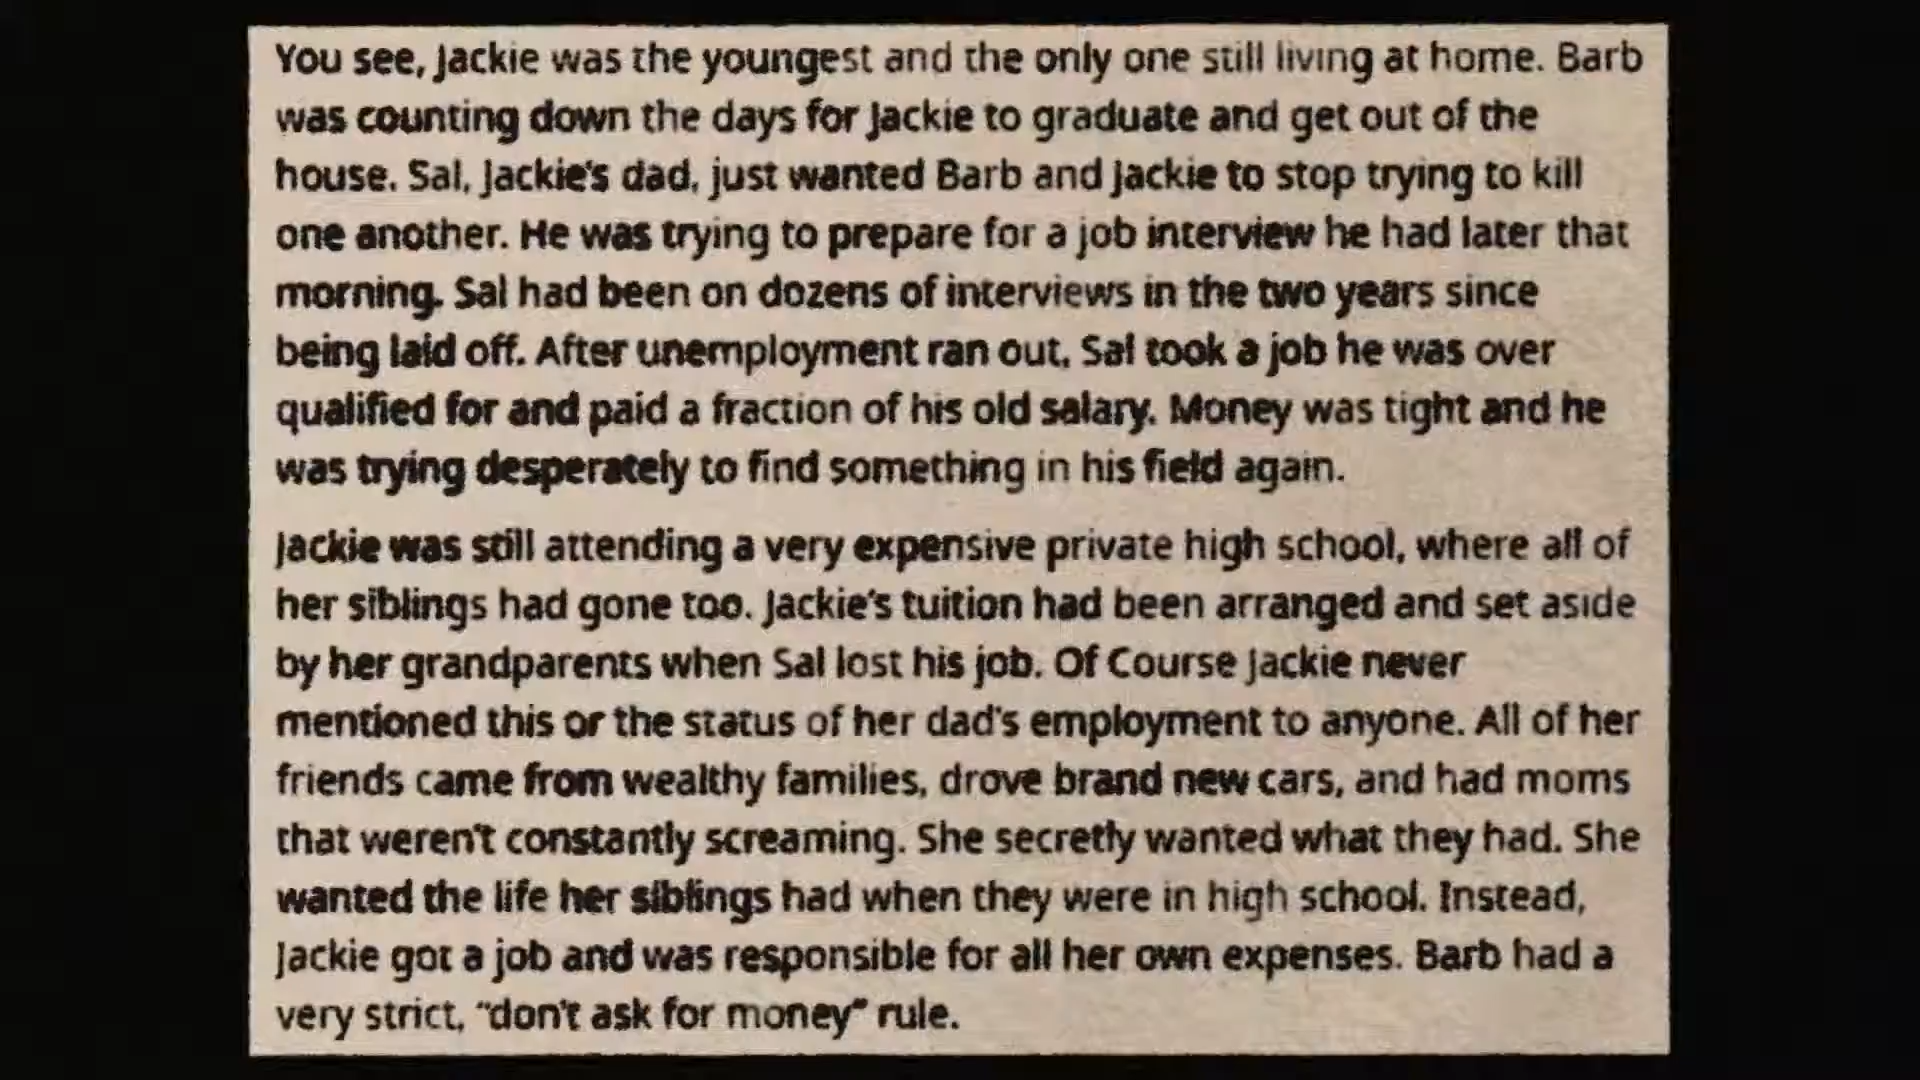 You see, Jackie was the youngest and the only one still living at home. Barb
was counting down the days for Jackie to graduate and get out of the
house. Sal, Jackie's dad, just wanted Barb and Jackie to stop trying to kill
one another. He was trying to prepare for a job interview he had later that
morning. Sal had been on dozens of interviews in the two years since
being laid off. After unemployment ran out, Sal took a job he was over
qualified for and paid a fraction of his old salary. Money was tight and he
was trying desperately to find something in his field again.
Jackie was still attending a very expensive private high school, where all of
her siblings had gone too. Jackie's tuition had been arranged and set aside
by her grandparents when Sal lost his job. Of Course Jackie never
mentioned this or the status of her dad's employment to anyone. All of her
friends came from wealthy families, drove brand new cars, and had moms
that weren't constantly screaming. She secretly wanted what they had. She
wanted the life her siblings had when they were in high school. Instead,
Jackie got a job and was responsible for all her own expenses. Barb had a
very strict, “don't ask for money” rule.